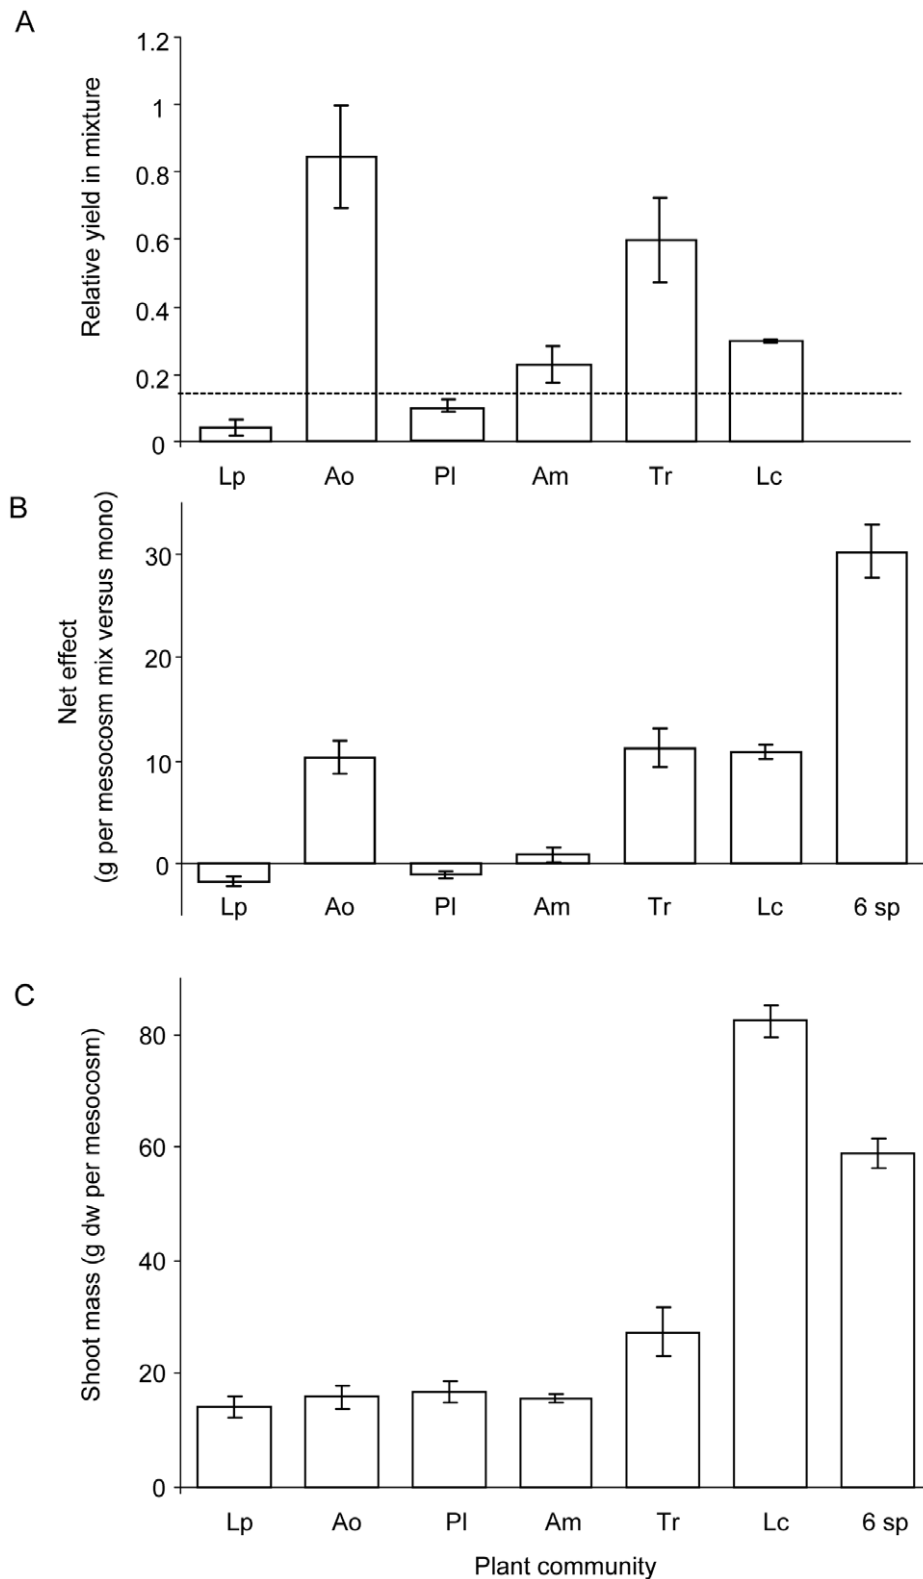 A
Relative yield in mixture
1.2
1
0.8
0.6
0.4
0.2
0
Lp Ao Pl Am Tr Lc
B
Net effect
(g per mesocosm mix versus mono)
30
20
10
0
Lp Ao Pl Am Tr Lc 6 sp
C
Shoot mass (g dw per mesocosm)
80
60
40
20
0
Lp Ao Pl Am Tr Lc 6 sp
Plant community